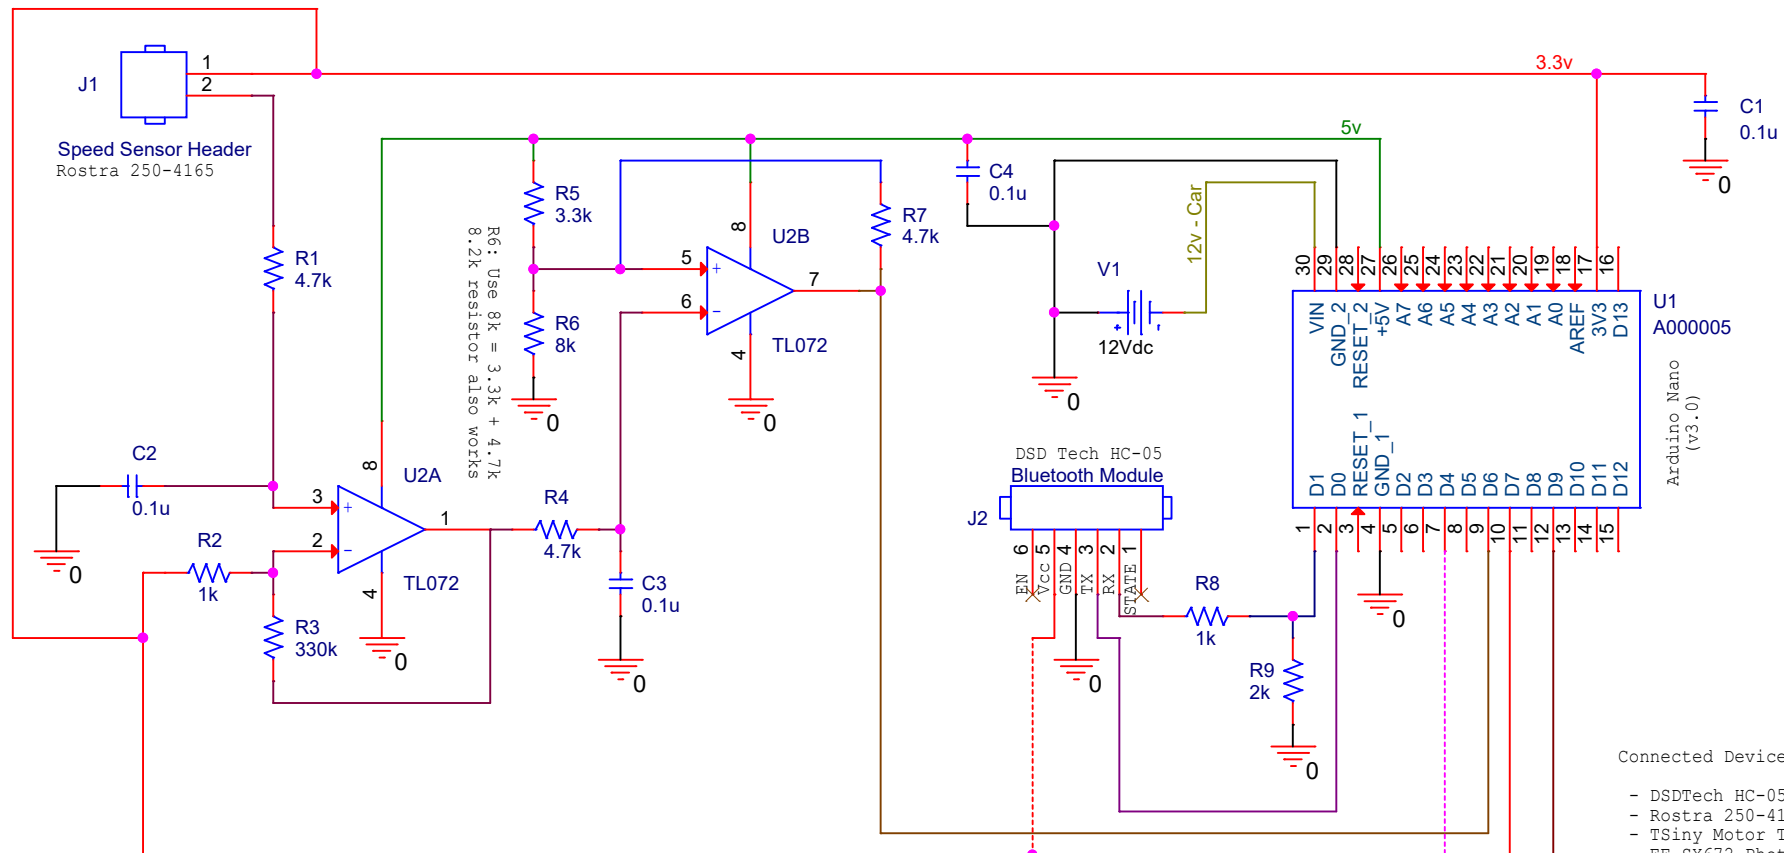 J1
1
2
Speed Sensor Header
Rostra 250-4165
3.3v
C1
0.1u
0
5v
R5
3.3k
R6
8k
0
R6: Use 8k = 3.3k + 4.7k
8.2k resistor also works
R1
4.7k
8
5
+
6
-
7
4
U2B
TL072
0
R7
4.7k
C4
0.1u
12v - Car
V1
+
12Vdc
0
30
29
28
27
26
25
24
23
22
21
20
19
18
17
16
VIN
GND_2
RESET_2
+5V
A7
A6
A5
A4
A3
A2
A1
A0
AREF
3V3
D13
U1
A000005
Arduino Nano
(v3.0)
D1
D0
RESET_1
GND_1
D2
D3
D4
D5
D6
D7
D8
D9
D10
D11
D12
1
2
3
4
5
6
7
8
9
10
11
12
13
14
15
0
C2
0.1u
0
8
U2A
3
+
2
-
1
4
TL072
0
R2
1k
R3
330k
R4
4.7k
C3
0.1u
0
DSD Tech HC-05
Bluetooth Module
J2
6
5
4
3
2
1
EN
Vcc
GND
TX
RX
STATE
0
R8
1k
R9
2k
0
Connected Device
- DSDTech HC-05
- Rostra 250-41
- TSiny Motor T